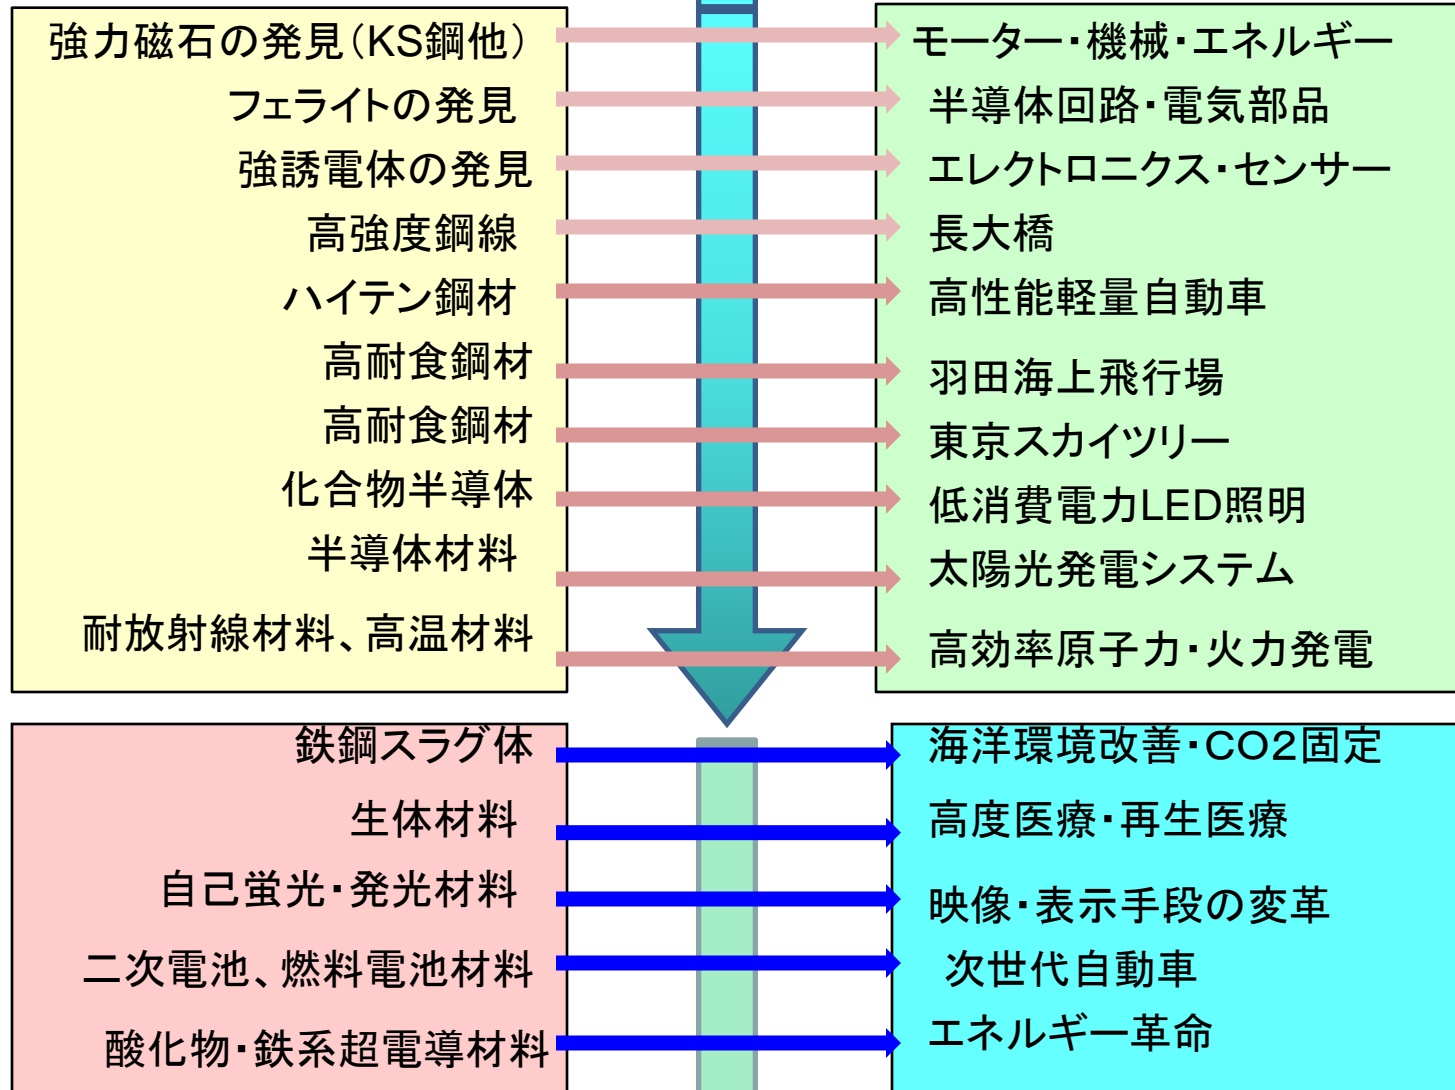 強力磁石の発見(KS鋼他)
モーター・機械・エネルギー
フェライトの発見
半導体回路・電気部品
強誘電体の発見
エレクトロニクス・センサー
高強度鋼線
長大橋
ハイテン鋼材
高性能軽量自動車
高耐食鋼材
羽田海上飛行場
高耐食鋼材
東京スカイツリー
化合物半導体
低消費電力LED照明
半導体材料
太陽光発電システム
耐放射線材料、高温材料
高効率原子力・火力発電
鉄鋼スラグ体
海洋環境改善・CO2固定
生体材料
高度医療・再生医療
自己蛍光・発光材料
映像・表示手段の変革
二次電池、燃料電池材料
次世代自動車
酸化物・鉄系超電導材料
エネルギー革命